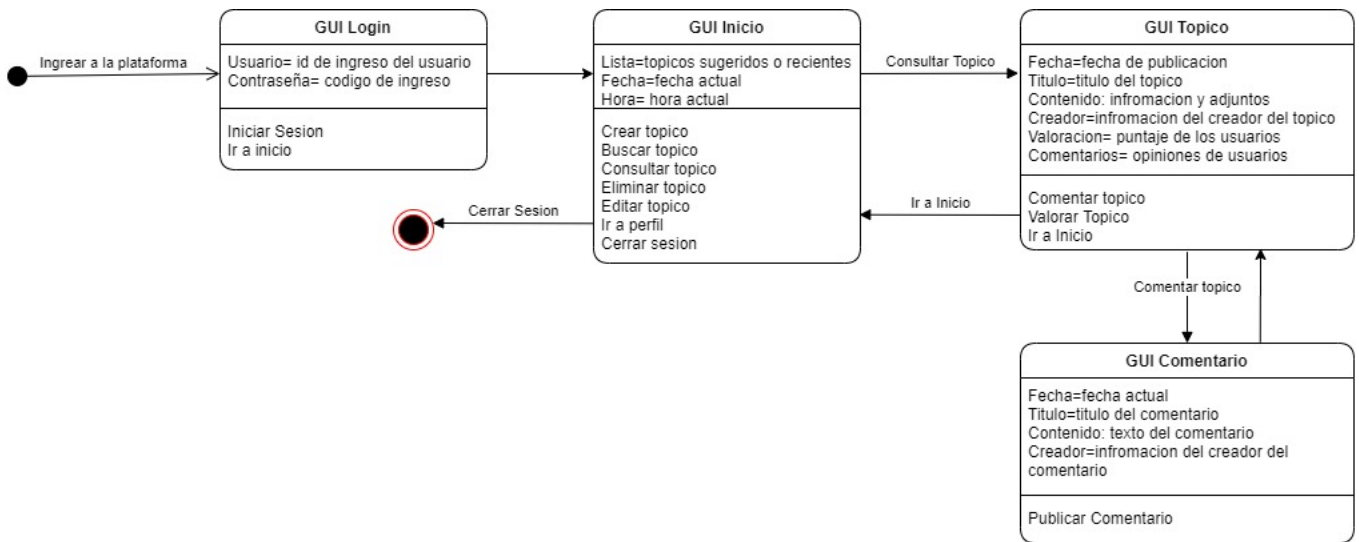 Ingrear a la plataforma
GUI Login
Usuario= id de ingreso del usuario
Contraseña= codigo de ingreso
Iniciar Sesion
Ir a inicio
GUI Inicio
Lista=topicos sugeridos o recientes
Fecha=fecha actual
Hora= hora actual
Crear topico
Buscar topico
Consultar topico
Eliminar topico
Editar topico
Ir a perfil
Cerrar sesion
Cerrar Sesion
Consultar Topico
GUI Topico
Fecha=fecha de publicacion
Titulo=titulo del topico
Contenido: infromacion y adjuntos
Creador=infromacion del creador del topico
Valoracion= puntaje de los usuarios
Comentarios= opiniones de usuarios
Comentar topico
Valorar Topico
Ir a Inicio
Ir a Inicio
Comentar topico
GUI Comentario
Fecha=fecha actual
Titulo=titulo del comentario
Contenido: texto del comentario
Creador=infromacion del creador del
comentario
Publicar Comentario